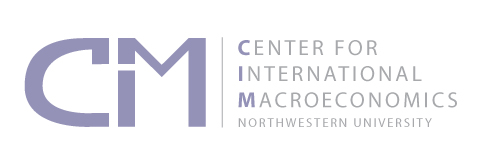 CIM
CENTER FOR
INTERNATIONAL
MACROECONOMICS
NORTHWESTERN UNIVERSITY